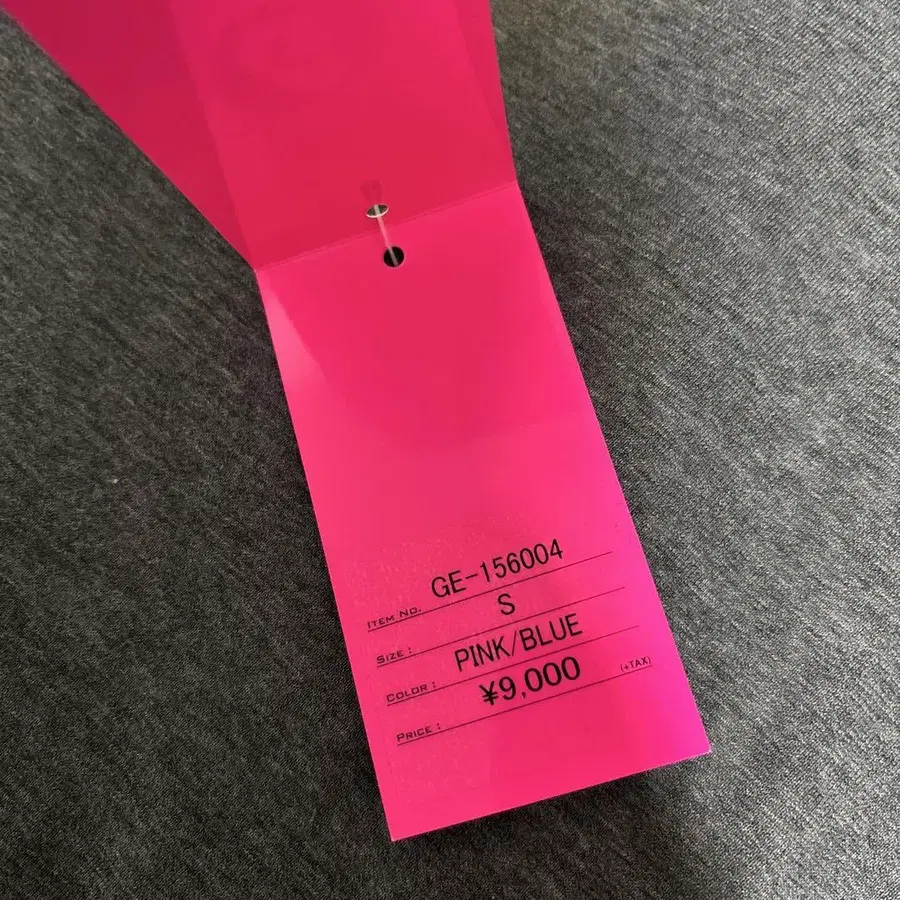 ITEM NO. GE-156004
SIZE : S
COLOR : PINK/BLUE
PRICE : ¥9,000 (+TAX)